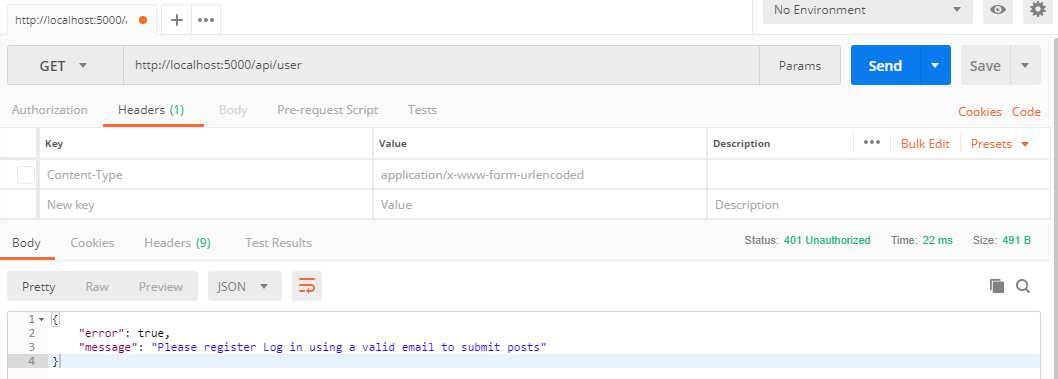 http://localhost:5000/a
No Environment
GET http://localhost:5000/api/user Params Send Save
Authorization Headers (1) Body Pre-request Script Tests Cookies Code
Key Value Description Bulk Edit Presets
Content-Type application/x-www-form-urlencoded
New key Value Description
Body Cookies Headers (9) Test Results Status: 401 Unauthorized Time: 22 ms Size: 491 B
Pretty Raw Preview JSON
1 {
2 "error": true,
3 "message": "Please register Log in using a valid email to submit posts"
4 }